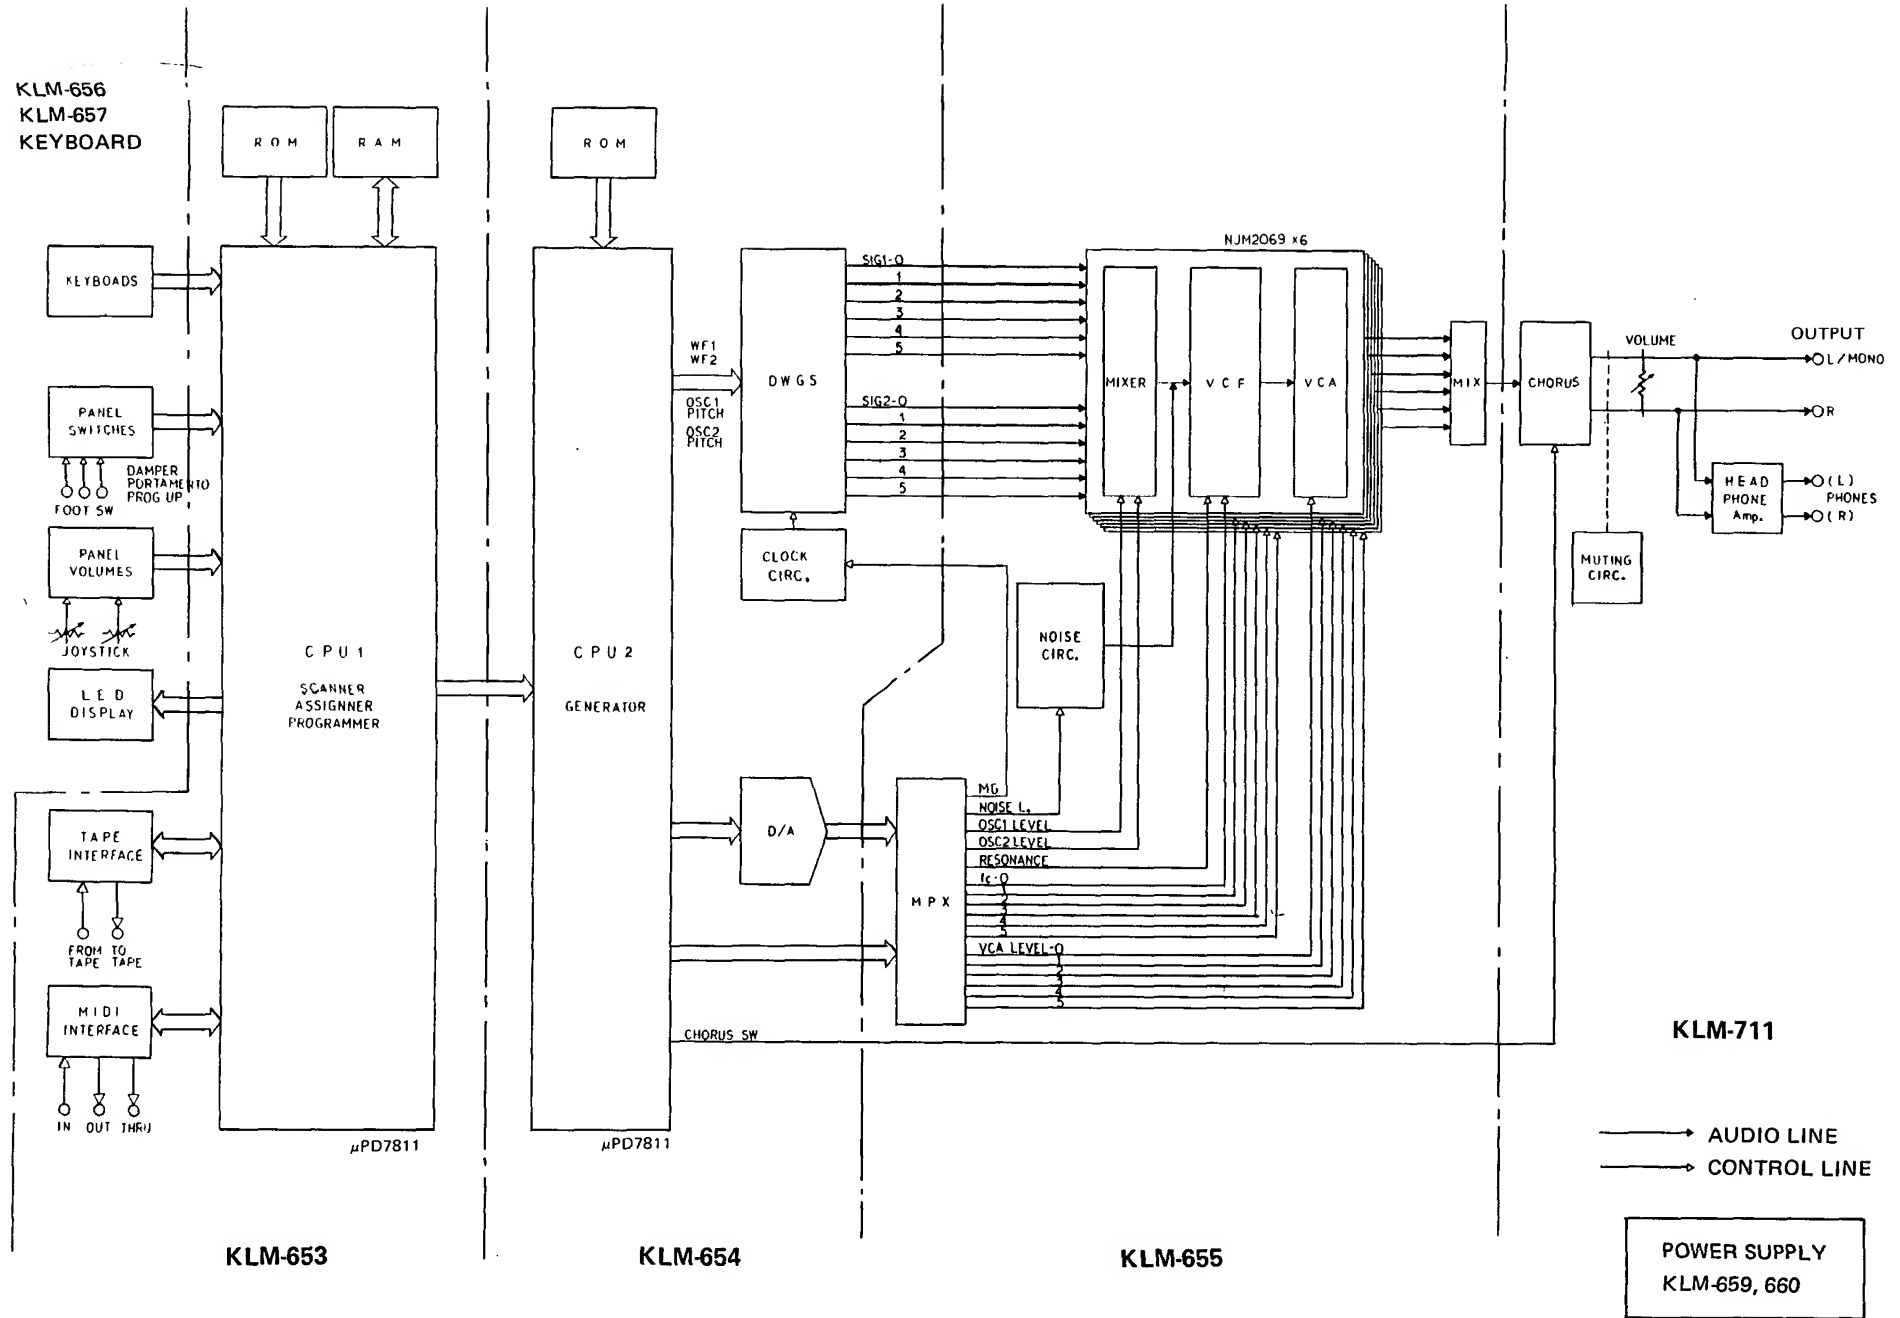 KLM-656
KLM-657
KEYBOARD
ROM
RAM
ROM
KEYBOADS
PANEL
SWITCHES
DAMPER
PORTAMENTO
PROG UP
FOOT SW
PANEL
VOLUMES
JOYSTICK
LED
DISPLAY
TAPE
INTERFACE
FROM TO
TAPE TAPE
MIDI
INTERFACE
IN OUT THRU
CPU1
SCANNER
ASSIGNNER
PROGRAMMER
μPD7811
CPU2
GENERATOR
μPD7811
WF1
WF2
OSC1
PITCH
OSC2
PITCH
DWGS
CLOCK
CIRC.
D/A
CHORUS SW
SIG1-0
1
2
3
4
5
SIG2-0
1
2
3
4
5
NJM2069 x6
MIXER
VCF
VCA
NOISE
CIRC.
MPX
MG
NOISE L.
OSC1 LEVEL
OSC2 LEVEL
RESONANCE
fc-0
1
2
3
4
5
VCA LEVEL-0
1
2
3
4
5
MIX
CHORUS
VOLUME
OUTPUT
L/MONO
R
HEAD
PHONE
Amp.
(L)
PHONES
(R)
MUTING
CIRC.
KLM-711
AUDIO LINE
CONTROL LINE
KLM-653
KLM-654
KLM-655
POWER SUPPLY
KLM-659, 660